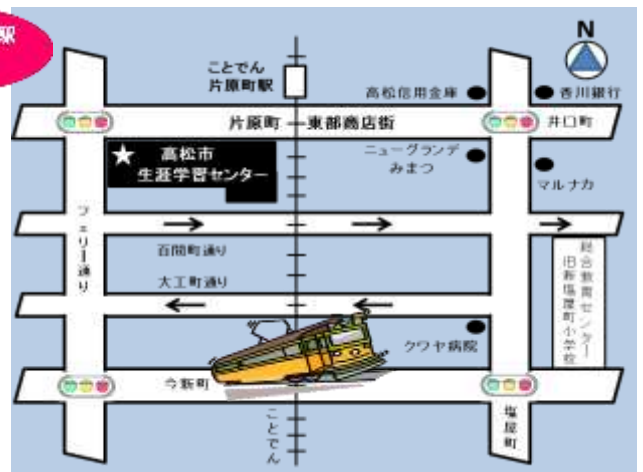 駅
N
ことでん
片原町駅
高松信用金庫
香川銀行
片原町
東部商店街
井口町
★ 高松市
生涯学習センター
ニューグランデ
みまつ
マルナカ
フェリー通り
百間町通り
大工町通り
総合教育センター
旧新塩屋町小学校
クワヤ病院
今新町
ことでん
塩屋町